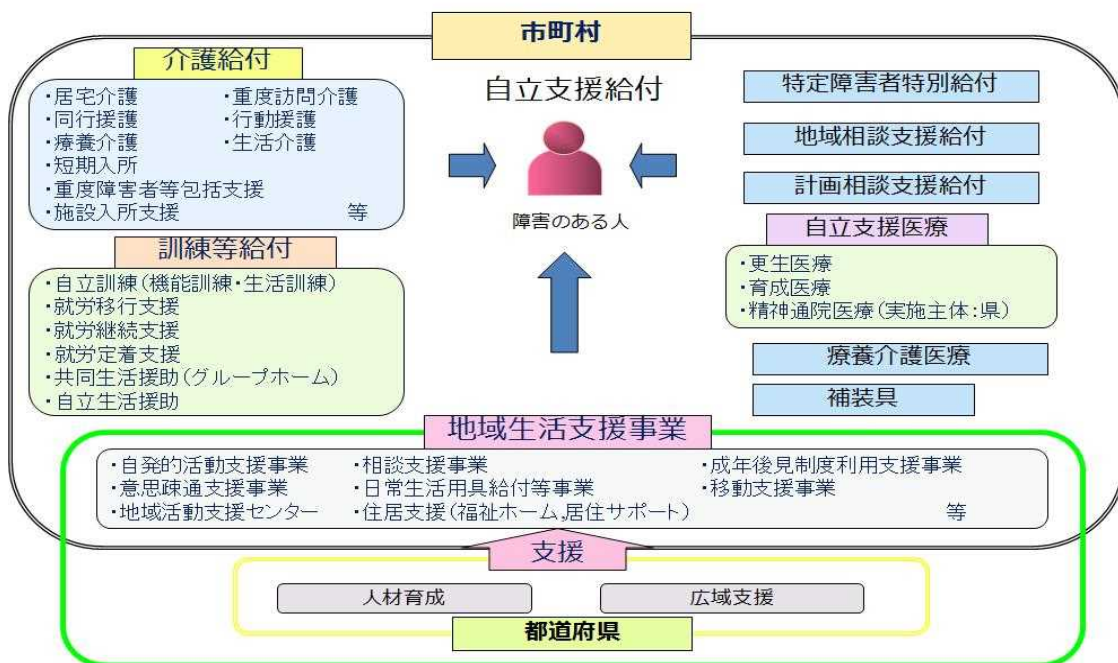 市町村
介護給付
・居宅介護 ・重度訪問介護
・同行援護 ・行動援護
・療養介護 ・生活介護
・短期入所
・重度障害者等包括支援
・施設入所支援 等
訓練等給付
・自立訓練(機能訓練・生活訓練)
・就労移行支援
・就労継続支援
・就労定着支援
・共同生活援助(グループホーム)
・自立生活援助
自立支援給付
障害のある人
特定障害者特別給付
地域相談支援給付
計画相談支援給付
自立支援医療
・更生医療
・育成医療
・精神通院医療(実施主体:県)
療養介護医療
補装具
地域生活支援事業
・自発的活動支援事業 ・相談支援事業 ・成年後見制度利用支援事業
・意思疎通支援事業 ・日常生活用具給付等事業 ・移動支援事業
・地域活動支援センター ・住居支援(福祉ホーム,居住サポート) 等
支援
人材育成 広域支援
都道府県